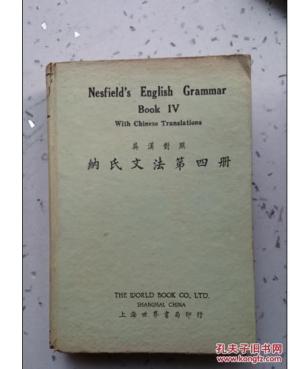 Nesfield's English Grammar
Book IV
With Chinese Translations
英漢對照
納氏文法第四冊
THE WORLD BOOK CO., LTD.
SHANGHAI, CHINA
上海世界書局印行
孔夫子旧书网